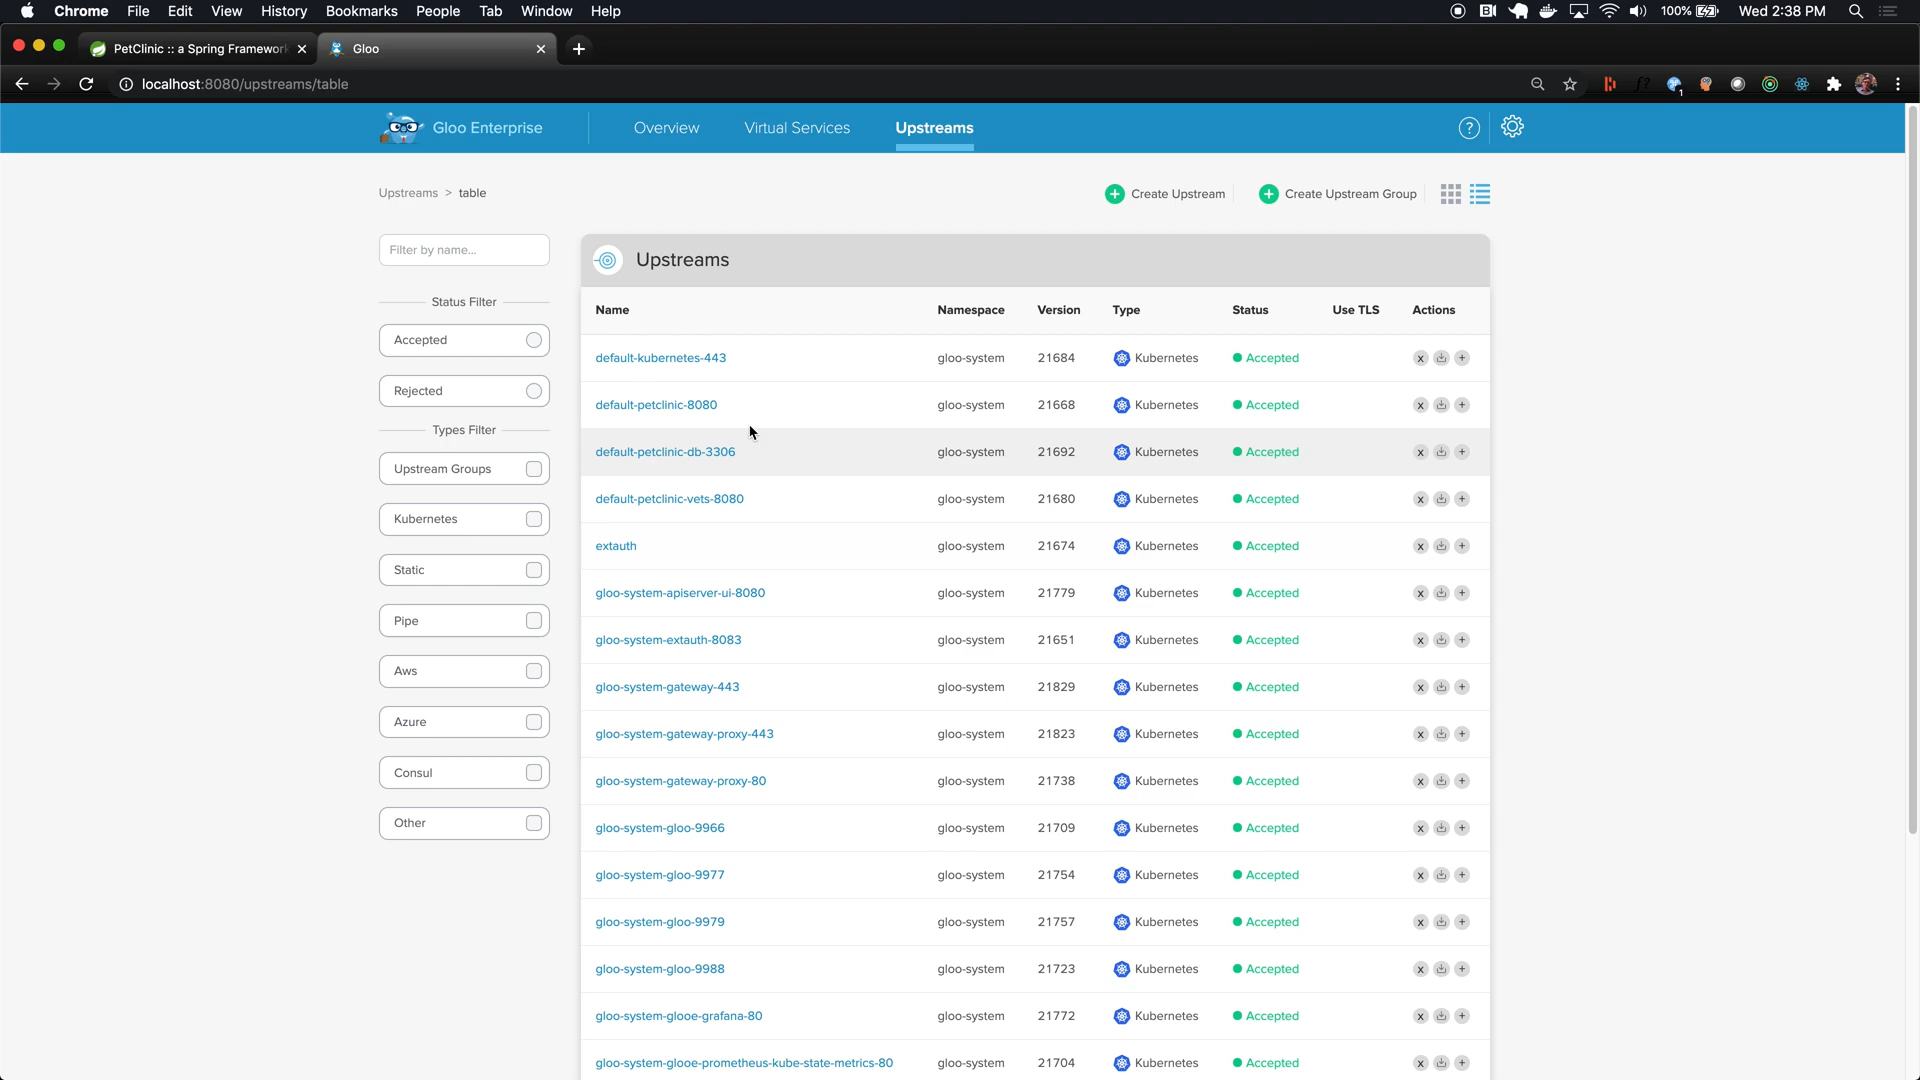 Chrome File Edit View History Bookmarks People Tab Window Help 100% Wed 2:38 PM
PetClinic :: a Spring Framework Gloo
localhost:8080/upstreams/table
Gloo Enterprise Overview Virtual Services Upstreams
Upstreams > table Create Upstream Create Upstream Group
Filter by name...
Status Filter
Accepted
Rejected
Types Filter
Upstream Groups
Kubernetes
Static
Pipe
Aws
Azure
Consul
Other
Upstreams
Name Namespace Version Type Status Use TLS Actions
default-kubernetes-443 gloo-system 21684 Kubernetes Accepted x +
default-petclinic-8080 gloo-system 21668 Kubernetes Accepted x +
default-petclinic-db-3306 gloo-system 21692 Kubernetes Accepted x +
default-petclinic-vets-8080 gloo-system 21680 Kubernetes Accepted x +
extauth gloo-system 21674 Kubernetes Accepted x +
gloo-system-apiserver-ui-8080 gloo-system 21779 Kubernetes Accepted x +
gloo-system-extauth-8083 gloo-system 21651 Kubernetes Accepted x +
gloo-system-gateway-443 gloo-system 21829 Kubernetes Accepted x +
gloo-system-gateway-proxy-443 gloo-system 21823 Kubernetes Accepted x +
gloo-system-gateway-proxy-80 gloo-system 21738 Kubernetes Accepted x +
gloo-system-gloo-9966 gloo-system 21709 Kubernetes Accepted x +
gloo-system-gloo-9977 gloo-system 21754 Kubernetes Accepted x +
gloo-system-gloo-9979 gloo-system 21757 Kubernetes Accepted x +
gloo-system-gloo-9988 gloo-system 21723 Kubernetes Accepted x +
gloo-system-glooe-grafana-80 gloo-system 21772 Kubernetes Accepted x +
gloo-system-glooe-prometheus-kube-state-metrics-80 gloo-system 21704 Kubernetes Accepted x +